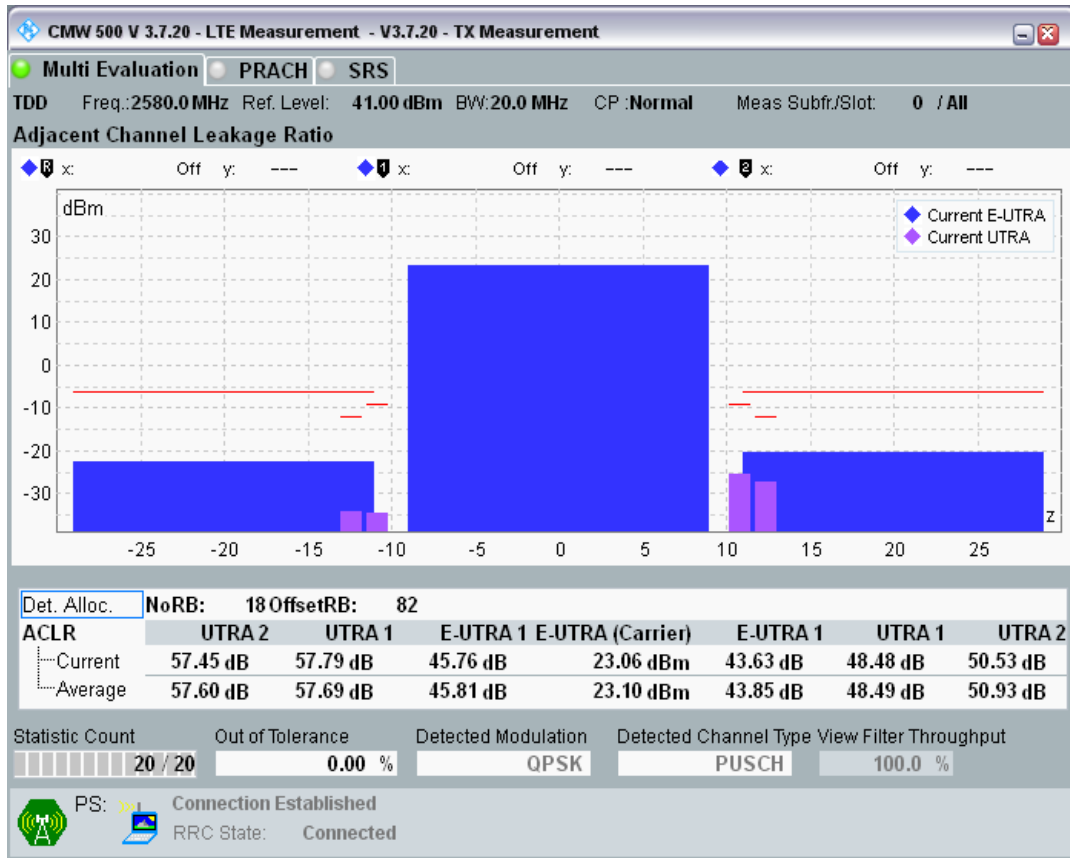 CMW 500 V 3.7.20 - LTE Measurement - V3.7.20 - TX Measurement
Multi Evaluation PRACH SRS
TDD Freq.:2580.0 MHz Ref. Level: 41.00 dBm BW:20.0 MHz CP :Normal Meas Subfr./Slot: 0 / All
Adjacent Channel Leakage Ratio
R x: Off y: --- 1 x: Off y: --- 2 x: Off y: ---
dBm
Current E-UTRA
Current UTRA
30
20
10
0
-10
-20
-30
z
-25 -20 -15 -10 -5 0 5 10 15 20 25
Det. Alloc. NoRB: 18 OffsetRB: 82
ACLR UTRA 2 UTRA 1 E-UTRA 1 E-UTRA (Carrier) E-UTRA 1 UTRA 1 UTRA 2
Current 57.45 dB 57.79 dB 45.76 dB 23.06 dBm 43.63 dB 48.48 dB 50.53 dB
Average 57.60 dB 57.69 dB 45.81 dB 23.10 dBm 43.85 dB 48.49 dB 50.93 dB
Statistic Count Out of Tolerance Detected Modulation Detected Channel Type View Filter Throughput
20 / 20 0.00 % QPSK PUSCH 100.0 %
PS: Connection Established
RRC State: Connected